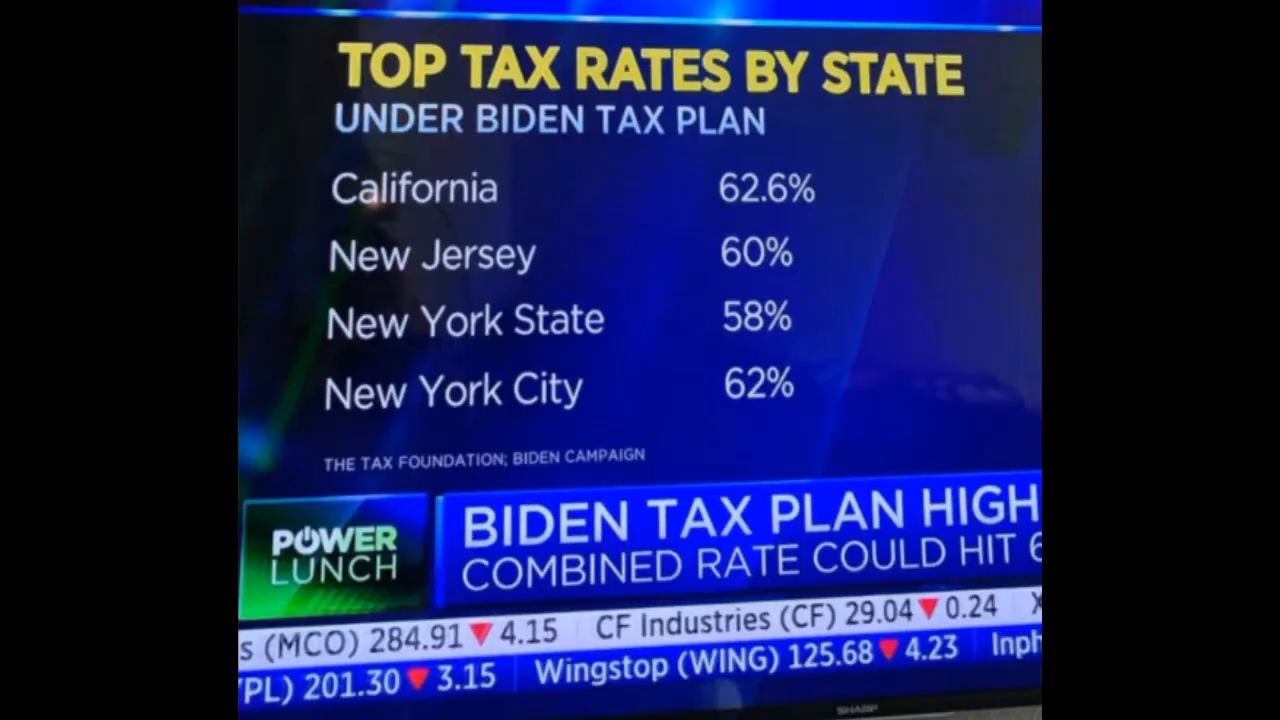 TOP TAX RATES BY STATE
UNDER BIDEN TAX PLAN
California 62.6%
New Jersey 60%
New York State 58%
New York City 62%
THE TAX FOUNDATION; BIDEN CAMPAIGN
POWER
LUNCH
BIDEN TAX PLAN HIGH
COMBINED RATE COULD HIT 6
s (MCO) 284.91 ▼ 4.15 CF Industries (CF) 29.04 ▼ 0.24 X
PL) 201.30 ▼ 3.15 Wingstop (WING) 125.68 ▼ 4.23 Inph
SHARP